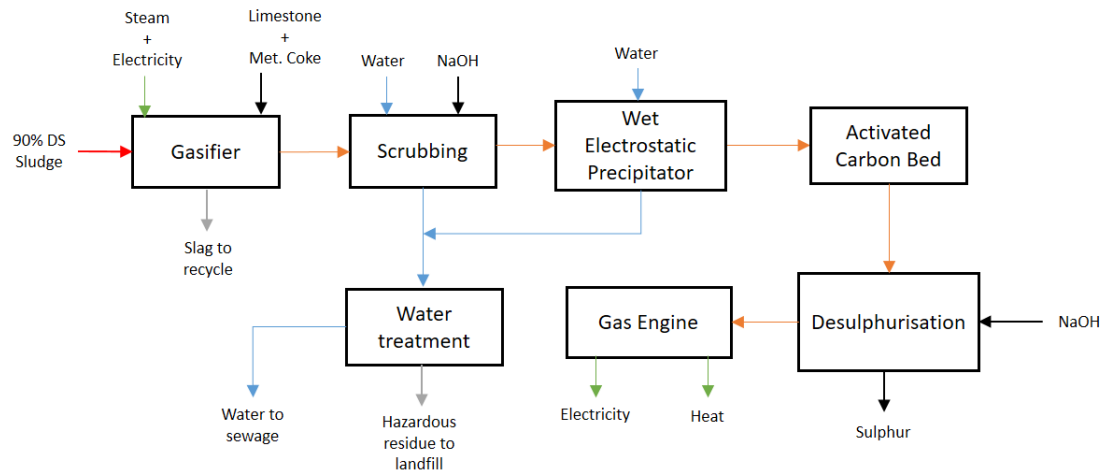 Steam
+
Electricity
Limestone
+
Met. Coke
Water
NaOH
Water
90% DS
Sludge
Gasifier
Scrubbing
Wet
Electrostatic
Precipitator
Activated
Carbon Bed
Slag to
recycle
Water
treatment
Gas Engine
Desulphurisation
NaOH
Water to
sewage
Hazardous
residue to
landfill
Electricity
Heat
Sulphur